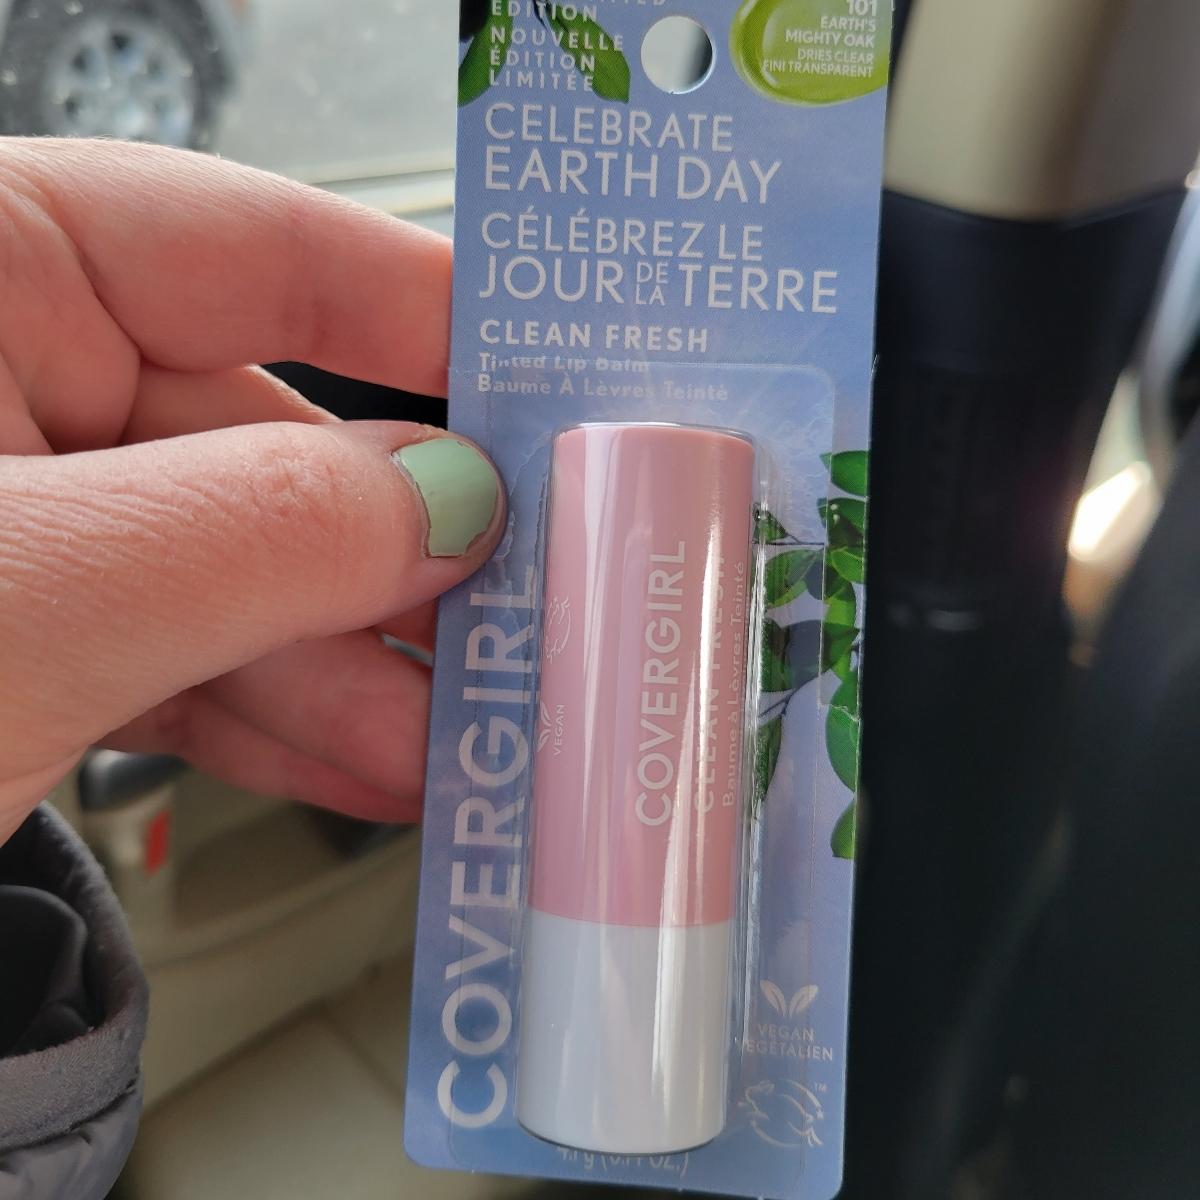 EDITION
NOUVELLE
ÉDITION
LIMITÉE
101
EARTH'S
MIGHTY OAK
DRIES CLEAR
FINI TRANSPARENT
CELEBRATE
EARTH DAY
CÉLÉBREZ LE
JOUR DE LA TERRE
CLEAN FRESH
Tinted Lip Balm
Baume À Lèvres Teinté
COVERGIRL
VEGAN
COVERGIRL
CLEAN FRESH
Baume à Lèvres Teinté
VEGAN
VÉGÉTALIEN
TM